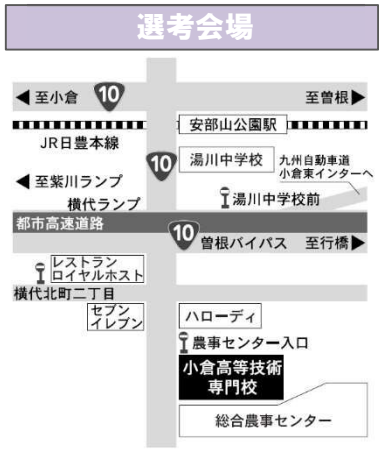 選考会場
至小倉
10
至曽根
安部山公園駅
JR日豊本線
10
湯川中学校
九州自動車道
小倉東インターへ
至紫川ランプ
湯川中学校前
横代ランプ
都市高速道路
10
曽根バイパス
至行橋
レストラン
ロイヤルホスト
横代北町二丁目
セブン
イレブン
ハローデイ
農事センター入口
小倉高等技術
専門校
総合農事センター